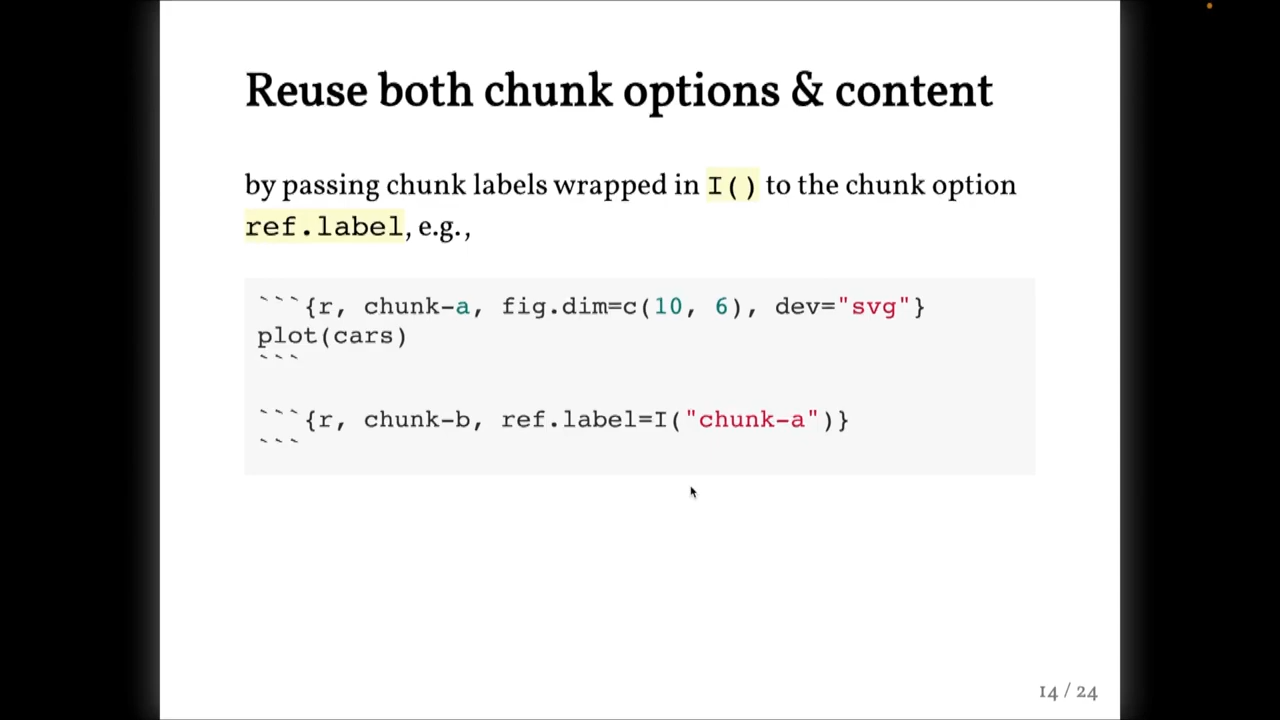 Reuse both chunk options & content
by passing chunk labels wrapped in I() to the chunk option
ref.label, e.g.,
```{r, chunk-a, fig.dim=c(10, 6), dev="svg"}
plot(cars)
```
```{r, chunk-b, ref.label=I("chunk-a")}
```
14 / 24